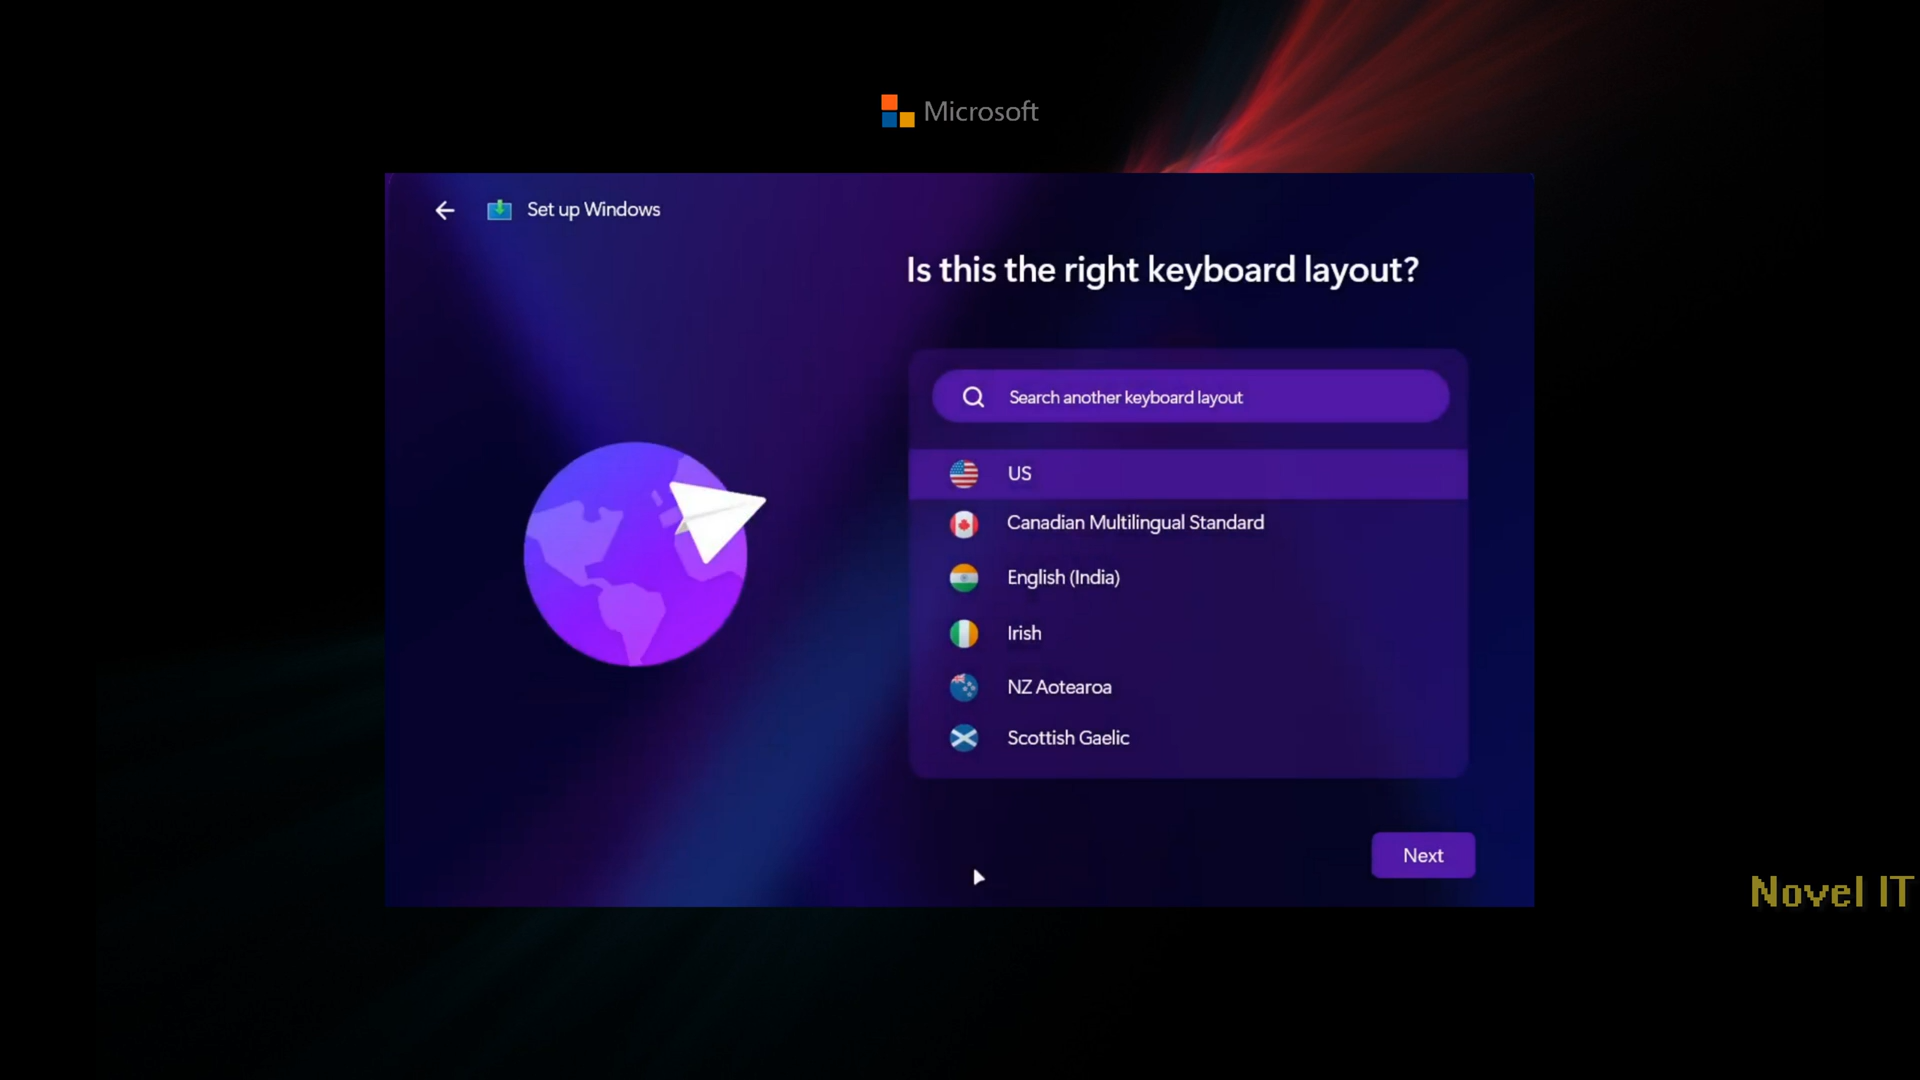 Microsoft
Set up Windows
Is this the right keyboard layout?
Search another keyboard layout
US
Canadian Multilingual Standard
English (India)
Irish
NZ Aotearoa
Scottish Gaelic
Next
Novel IT